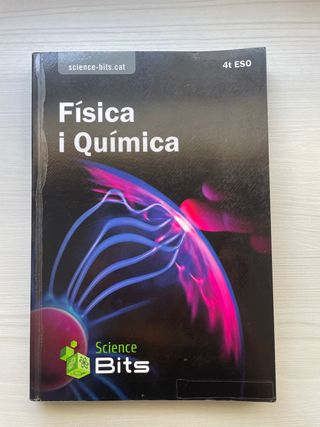 science-bits.cat
4t ESO
Física
i Química
Science
Bits